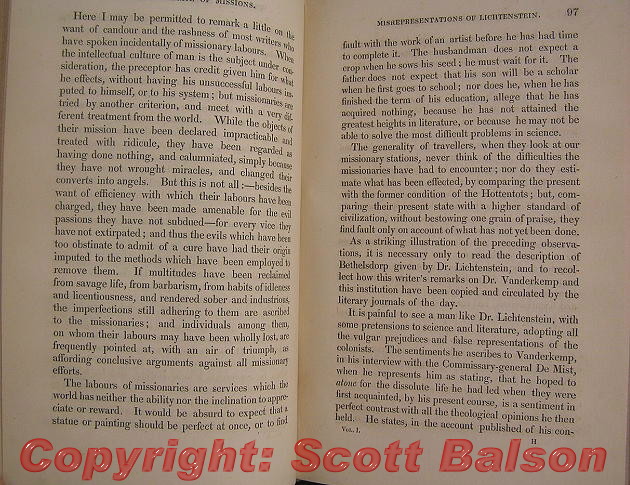 OF MISSIONS.
Here I may be permitted to remark a little on the
want of candour and the rashness of most writers who
have spoken incidentally of missionary labours. When
the intellectual culture of man is the subject under con-
sideration, the preceptor has credit given him for what
he effects, without having his unsuccessful labours im-
puted to himself, or to his system; but missionaries are
tried by another criterion, and meet with a very dif-
ferent treatment from the world. While the objects of
their mission have been declared impracticable and
treated with ridicule, they have been regarded as
having done nothing, and calumniated, simply because
they have not wrought miracles, and changed their
converts into angels. But this is not all:—besides the
want of efficiency with which their labours have been
charged, they have been made amenable for the evil
passions they have not subdued—for every vice they
have not extirpated; and thus the evils which have been
too obstinate to admit of a cure have had their origin
imputed to the methods which have been employed to
remove them. If multitudes have been reclaimed
from savage life, from barbarism, from habits of idleness
and licentiousness, and rendered sober and industrious,
the imperfections still adhering to them are ascribed
to the missionaries; and individuals among them,
on whom their labours may have been wholly lost, are
frequently pointed at, with an air of triumph, as
affording conclusive arguments against all missionary
efforts.
The labours of missionaries are services which the
world has neither the ability nor the inclination to appre-
ciate or reward. It would be absurd to expect that a
statue or painting should be perfect at once, or to find
MISREPRESENTATIONS OF LICHTENSTEIN. 97
fault with the work of an artist before he has had time
to complete it. The husbandman does not expect a
crop when he sows his seed; he must wait for it. The
father does not expect that his son will be a scholar
when he first goes to school; nor does he, when he has
finished the term of his education, allege that he has
acquired nothing, because he has not attained the
greatest heights in literature, or because he may not be
able to solve the most difficult problems in science.
The generality of travellers, when they look at our
missionary stations, never think of the difficulties the
missionaries have had to encounter; nor do they esti-
mate what has been effected, by comparing the present
with the former condition of the Hottentots; but, com-
paring their present state with a higher standard of
civilization, without bestowing one grain of praise, they
find fault only on account of what has not yet been done.
As a striking illustration of the preceding observa-
tions, it is necessary only to read the description of
Bethelsdorp given by Dr. Lichtenstein, and to recol-
lect how this writer's remarks on Dr. Vanderkemp and
this institution have been copied and circulated by the
literary journals of the day.
It is painful to see a man like Dr. Lichtenstein, with
some pretensions to science and literature, adopting all
the vulgar prejudices and false representations of the
colonists. The sentiments he ascribes to Vanderkemp,
in his interview with the Commissary-general De Mist,
when he represents him as stating, that he hoped to
alone for the dissolute life he had led when they were
first acquainted, by his present course, is a sentiment in
perfect contrast with all the theological opinions he then
held. He states, in the account published of his con-
VOL. I.
H
Copyright: Scott Balson